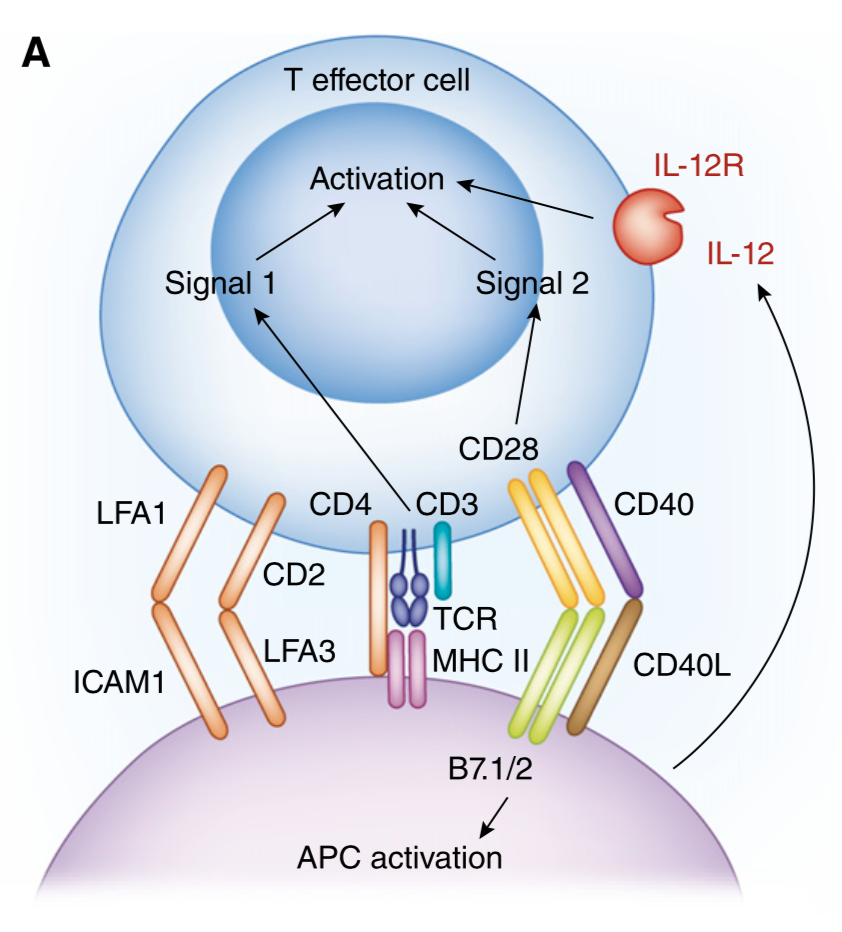 A
T effector cell
Activation
IL-12R
IL-12
Signal 1
Signal 2
CD28
LFA1
CD4
CD3
CD40
CD2
TCR
LFA3
MHC II
CD40L
ICAM1
B7.1/2
APC activation